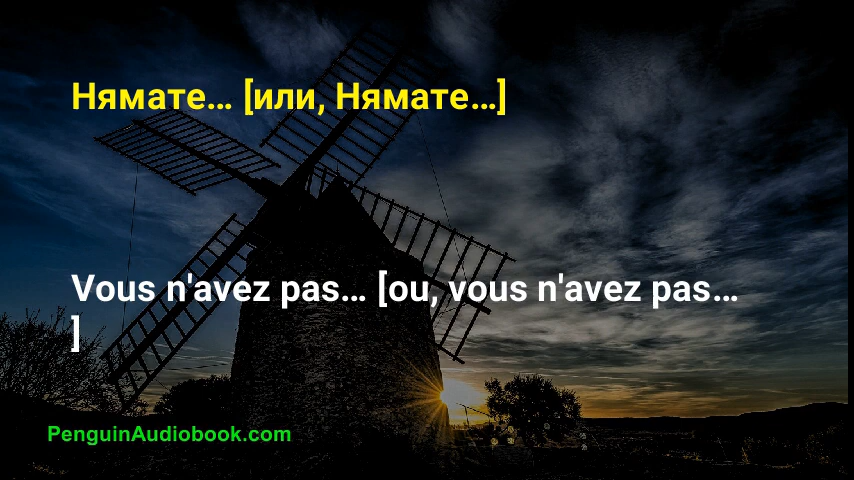 Нямате... [или, Нямате...]
Vous n'avez pas... [ou, vous n'avez pas...
]
PenguinAudiobook.com